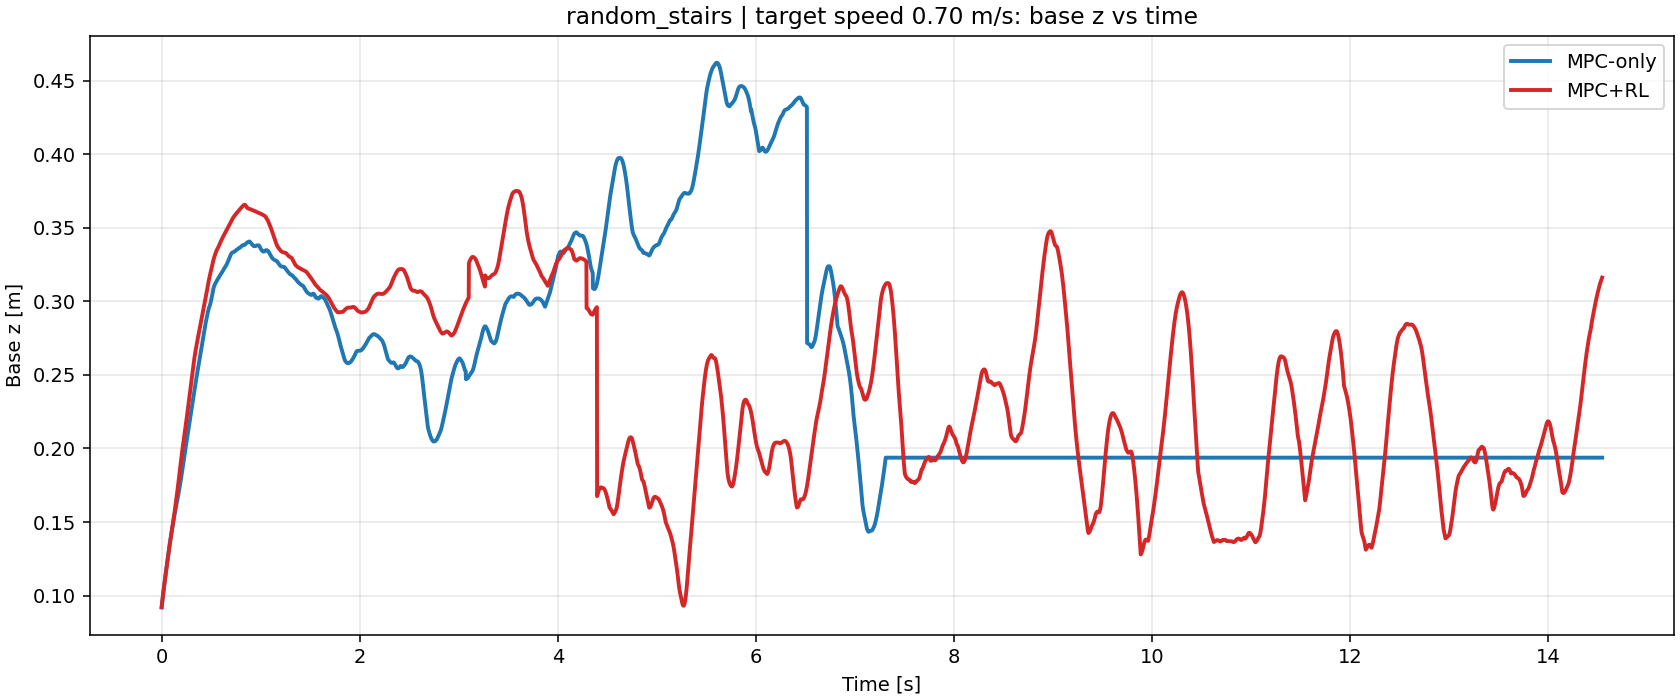 random_stairs | target speed 0.70 m/s: base z vs time
MPC-only
MPC+RL
Base z [m]
0.45
0.40
0.35
0.30
0.25
0.20
0.15
0.10
0 2 4 6 8 10 12 14
Time [s]